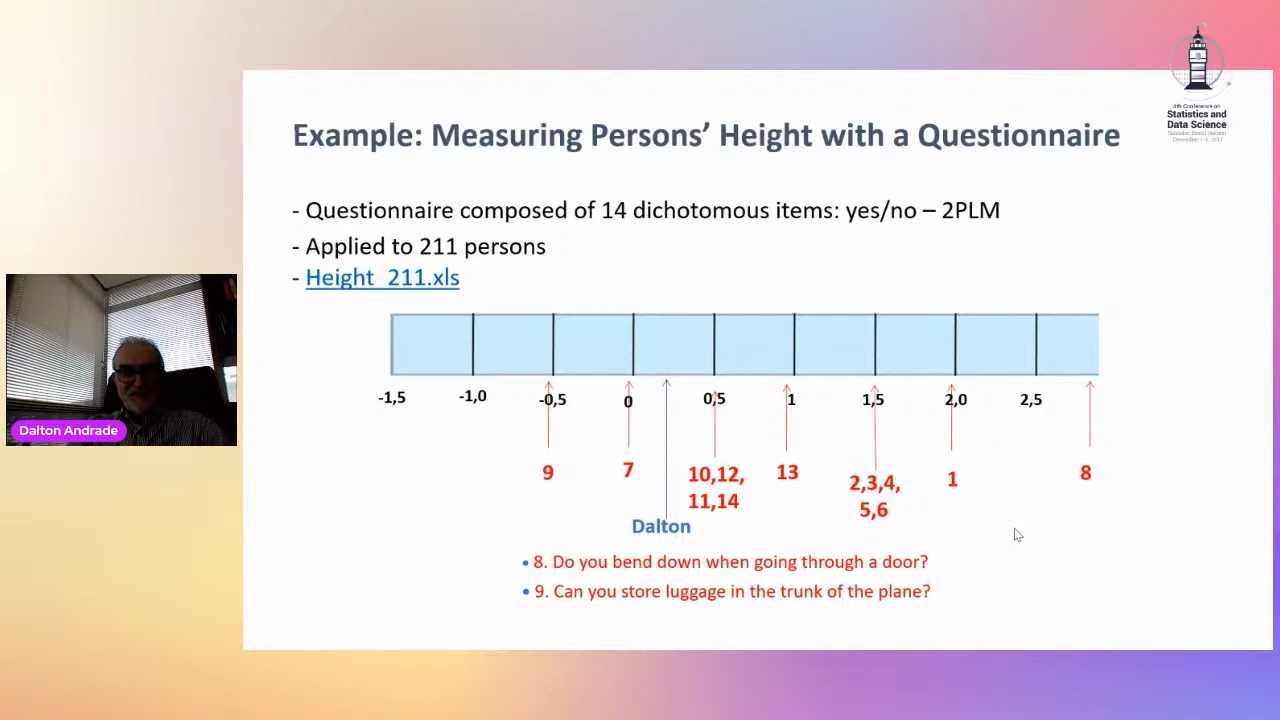 4th Conference on
Statistics and
Data Science
Salvador, Brazil (online)
Example: Measuring Persons’ Height with a Questionnaire
- Questionnaire composed of 14 dichotomous items: yes/no – 2PLM
- Applied to 211 persons
- Height_211.xls
-1,5 -1,0 -0,5 0 0,5 1 1,5 2,0 2,5
9 7 10,12, 13 2,3,4, 1 8
11,14 5,6
Dalton
• 8. Do you bend down when going through a door?
• 9. Can you store luggage in the trunk of the plane?
Dalton Andrade